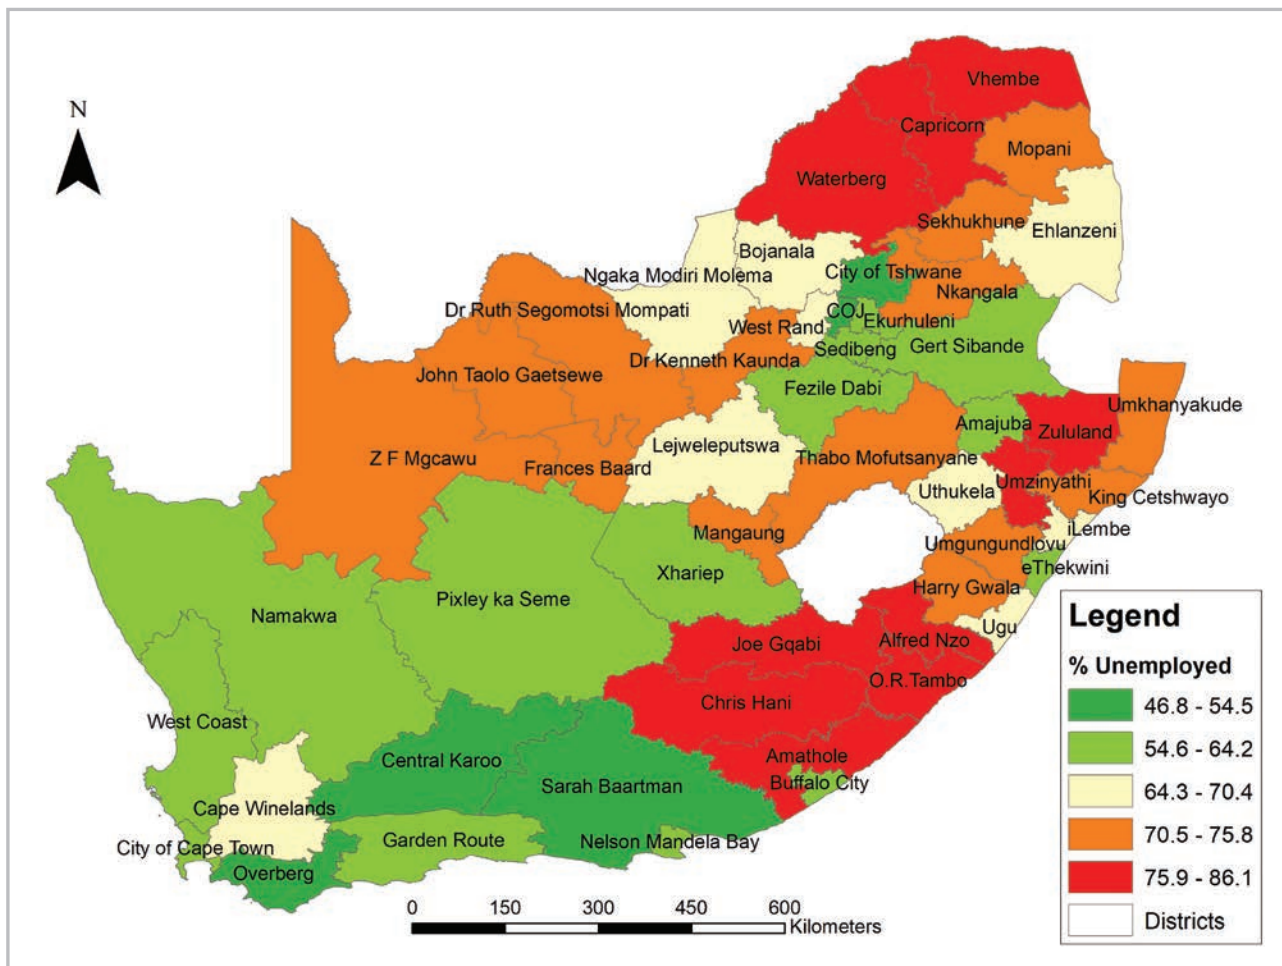 N
Vhembe
Capricorn
Mopani
Waterberg
Sekhukhune
Ehlanzeni
Bojanala
Ngaka Modiri Molema
City of Tshwane
Nkangala
Dr Ruth Segomotsi Mompati
West Rand
COJ
Ekurhuleni
Sedibeng
Gert Sibande
Dr Kenneth Kaunda
John Taolo Gaetsewe
Fezile Dabi
Umkhanyakude
Amajuba
Zululand
Lejweleputswa
Z F Mgcawu
Thabo Mofutsanyane
Frances Baard
Umzinyathi
Uthukela
King Cetshwayo
Mangaung
iLembe
Umgungundlovu
eThekwini
Xhariep
Harry Gwala
Pixley ka Seme
Namakwa
Ugu
Joe Gqabi
Alfred Nzo
O.R.Tambo
Chris Hani
West Coast
Amathole
Central Karoo
Buffalo City
Sarah Baartman
Cape Winelands
Garden Route
Nelson Mandela Bay
City of Cape Town
Overberg
Legend
% Unemployed
46.8 - 54.5
54.6 - 64.2
64.3 - 70.4
70.5 - 75.8
75.9 - 86.1
Districts
0 150 300 450 600
Kilometers